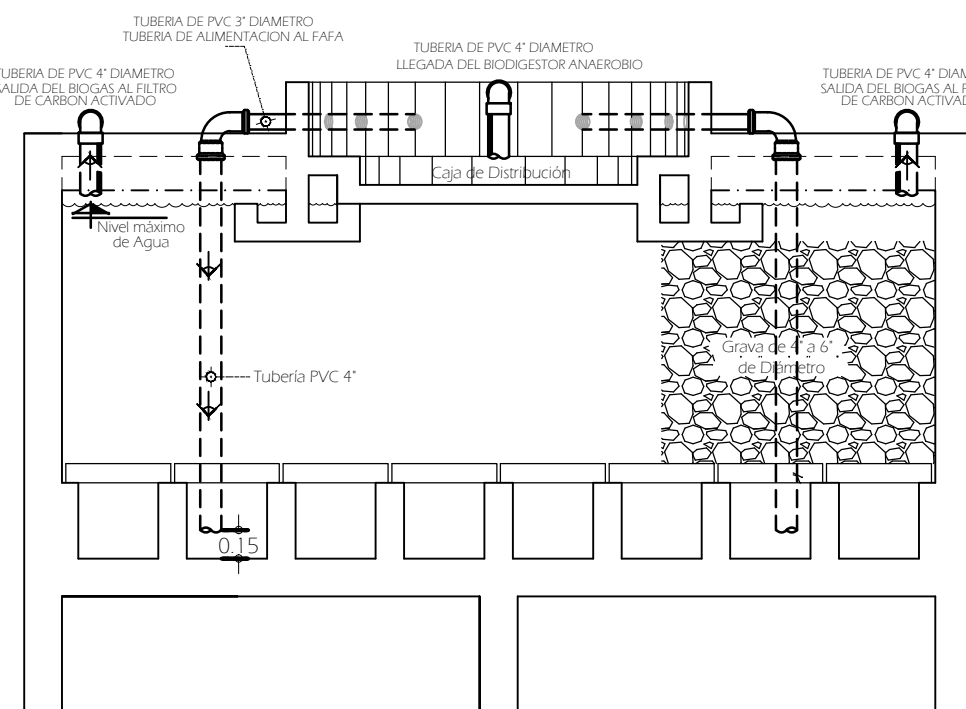 TUBERIA DE PVC 3" DIAMETRO
TUBERIA DE ALIMENTACION AL FAFA
TUBERIA DE PVC 4" DIAMETRO
LLEGADA DEL BIODIGESTOR ANAEROBIO
TUBERIA DE PVC 4" DIAMETRO
SALIDA DEL BIOGAS AL FILTRO
DE CARBON ACTIVADO
TUBERIA DE PVC 4" DIAM
SALIDA DEL BIOGAS AL F
DE CARBON ACTIVAD
Caja de Distribución
Nivel máximo
de Agua
Grava de 4" a 6"
de Diámetro
Tubería PVC 4"
0.15